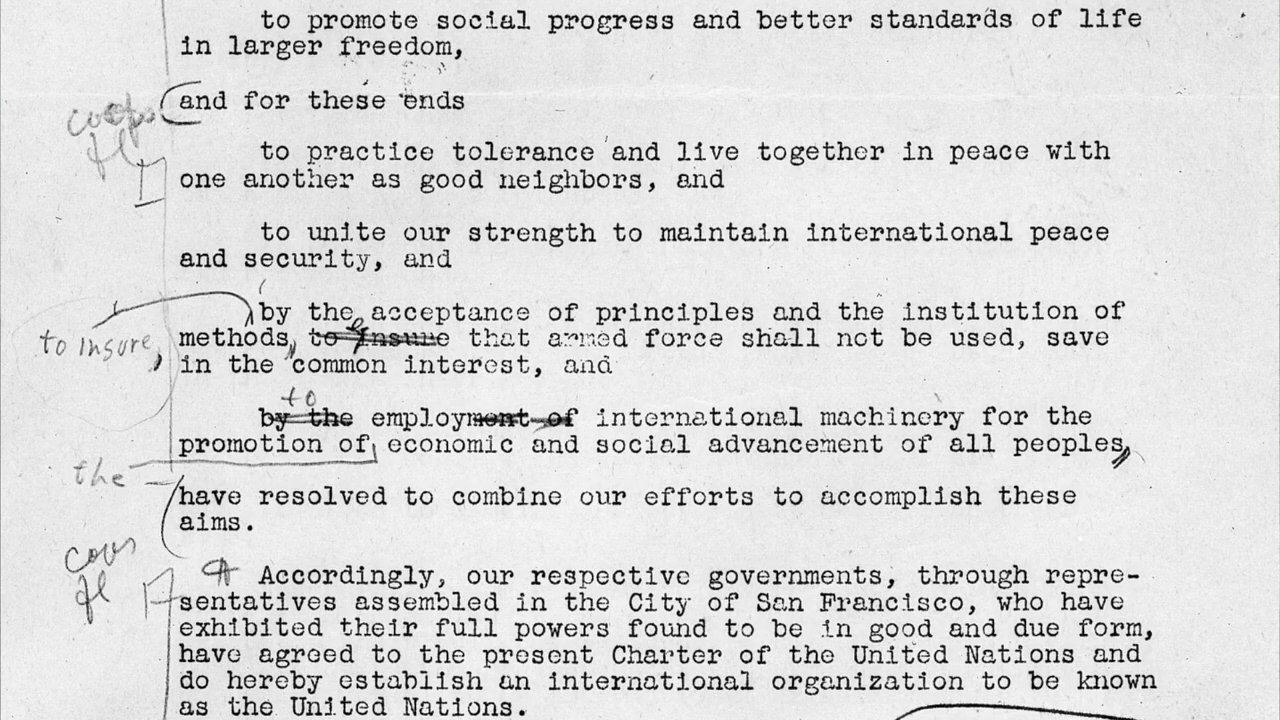 to promote social progress and better standards of life
in larger freedom,
and for these ends
to practice tolerance and live together in peace with
one another as good neighbors, and
to unite our strength to maintain international peace
and security, and
by the acceptance of principles and the institution of
to insure,
methods, to insure that armed force shall not be used, save
in the common interest, and
to
by the employment of international machinery for the
promotion of economic and social advancement of all peoples,
the
have resolved to combine our efforts to accomplish these
aims.
Accordingly, our respective governments, through repre-
sentatives assembled in the City of San Francisco, who have
exhibited their full powers found to be in good and due form,
have agreed to the present Charter of the United Nations and
do hereby establish an international organization to be known
as the United Nations.